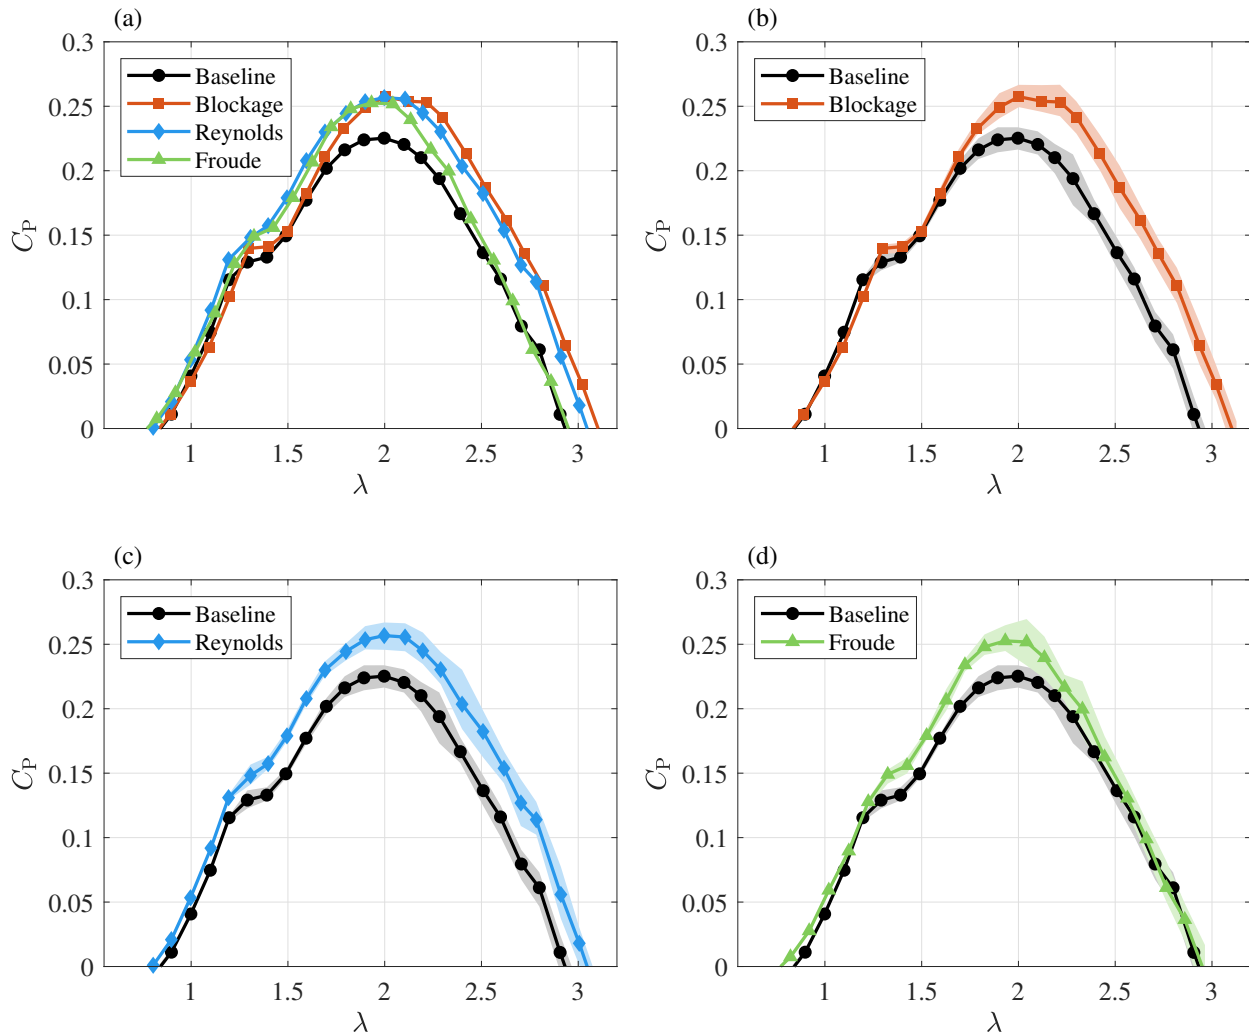 (a)
0.3
0.25
0.2
0.15
0.1
0.05
0
C_P
Baseline
Blockage
Reynolds
Froude
1 1.5 2 2.5 3
λ
(b)
0.3
0.25
0.2
0.15
0.1
0.05
0
C_P
Baseline
Blockage
1 1.5 2 2.5 3
λ
(c)
0.3
0.25
0.2
0.15
0.1
0.05
0
C_P
Baseline
Reynolds
1 1.5 2 2.5 3
λ
(d)
0.3
0.25
0.2
0.15
0.1
0.05
0
C_P
Baseline
Froude
1 1.5 2 2.5 3
λ